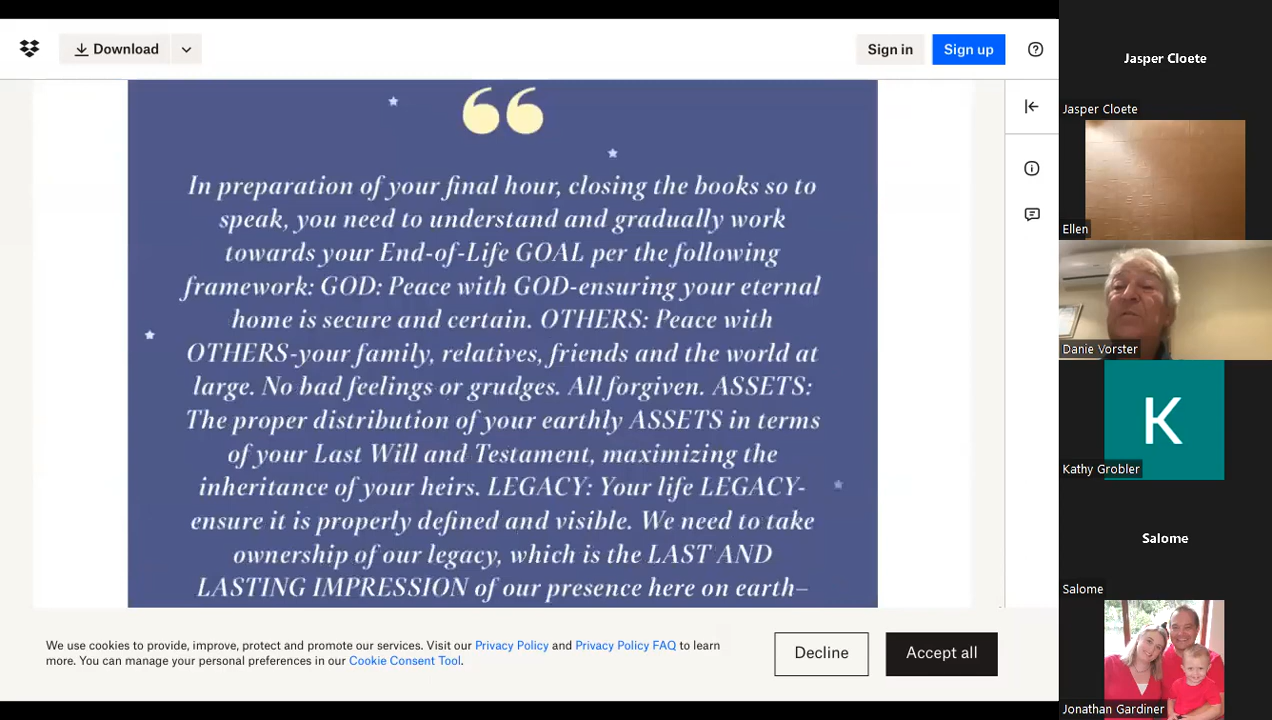 Download
Sign in
Sign up
In preparation of your final hour, closing the books so to
speak, you need to understand and gradually work
towards your End-of-Life GOAL per the following
framework: GOD: Peace with GOD-ensuring your eternal
home is secure and certain. OTHERS: Peace with
OTHERS-your family, relatives, friends and the world at
large. No bad feelings or grudges. All forgiven. ASSETS:
The proper distribution of your earthly ASSETS in terms
of your Last Will and Testament, maximizing the
inheritance of your heirs. LEGACY: Your life LEGACY-
ensure it is properly defined and visible. We need to take
ownership of our legacy, which is the LAST AND
LASTING IMPRESSION of our presence here on earth–
We use cookies to provide, improve, protect and promote our services. Visit our Privacy Policy and Privacy Policy FAQ to learn
more. You can manage your personal preferences in our Cookie Consent Tool.
Decline
Accept all
Jasper Cloete
Jasper Cloete
Ellen
Danie Vorster
K
Kathy Grobler
Salome
Salome
Jonathan Gardiner